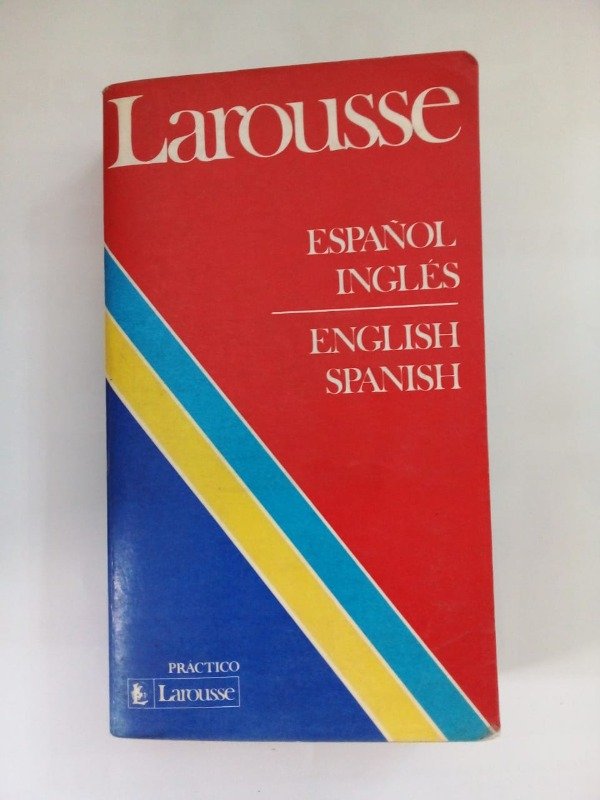 Larousse
ESPAÑOL
INGLÉS
ENGLISH
SPANISH
PRÁCTICO
Larousse